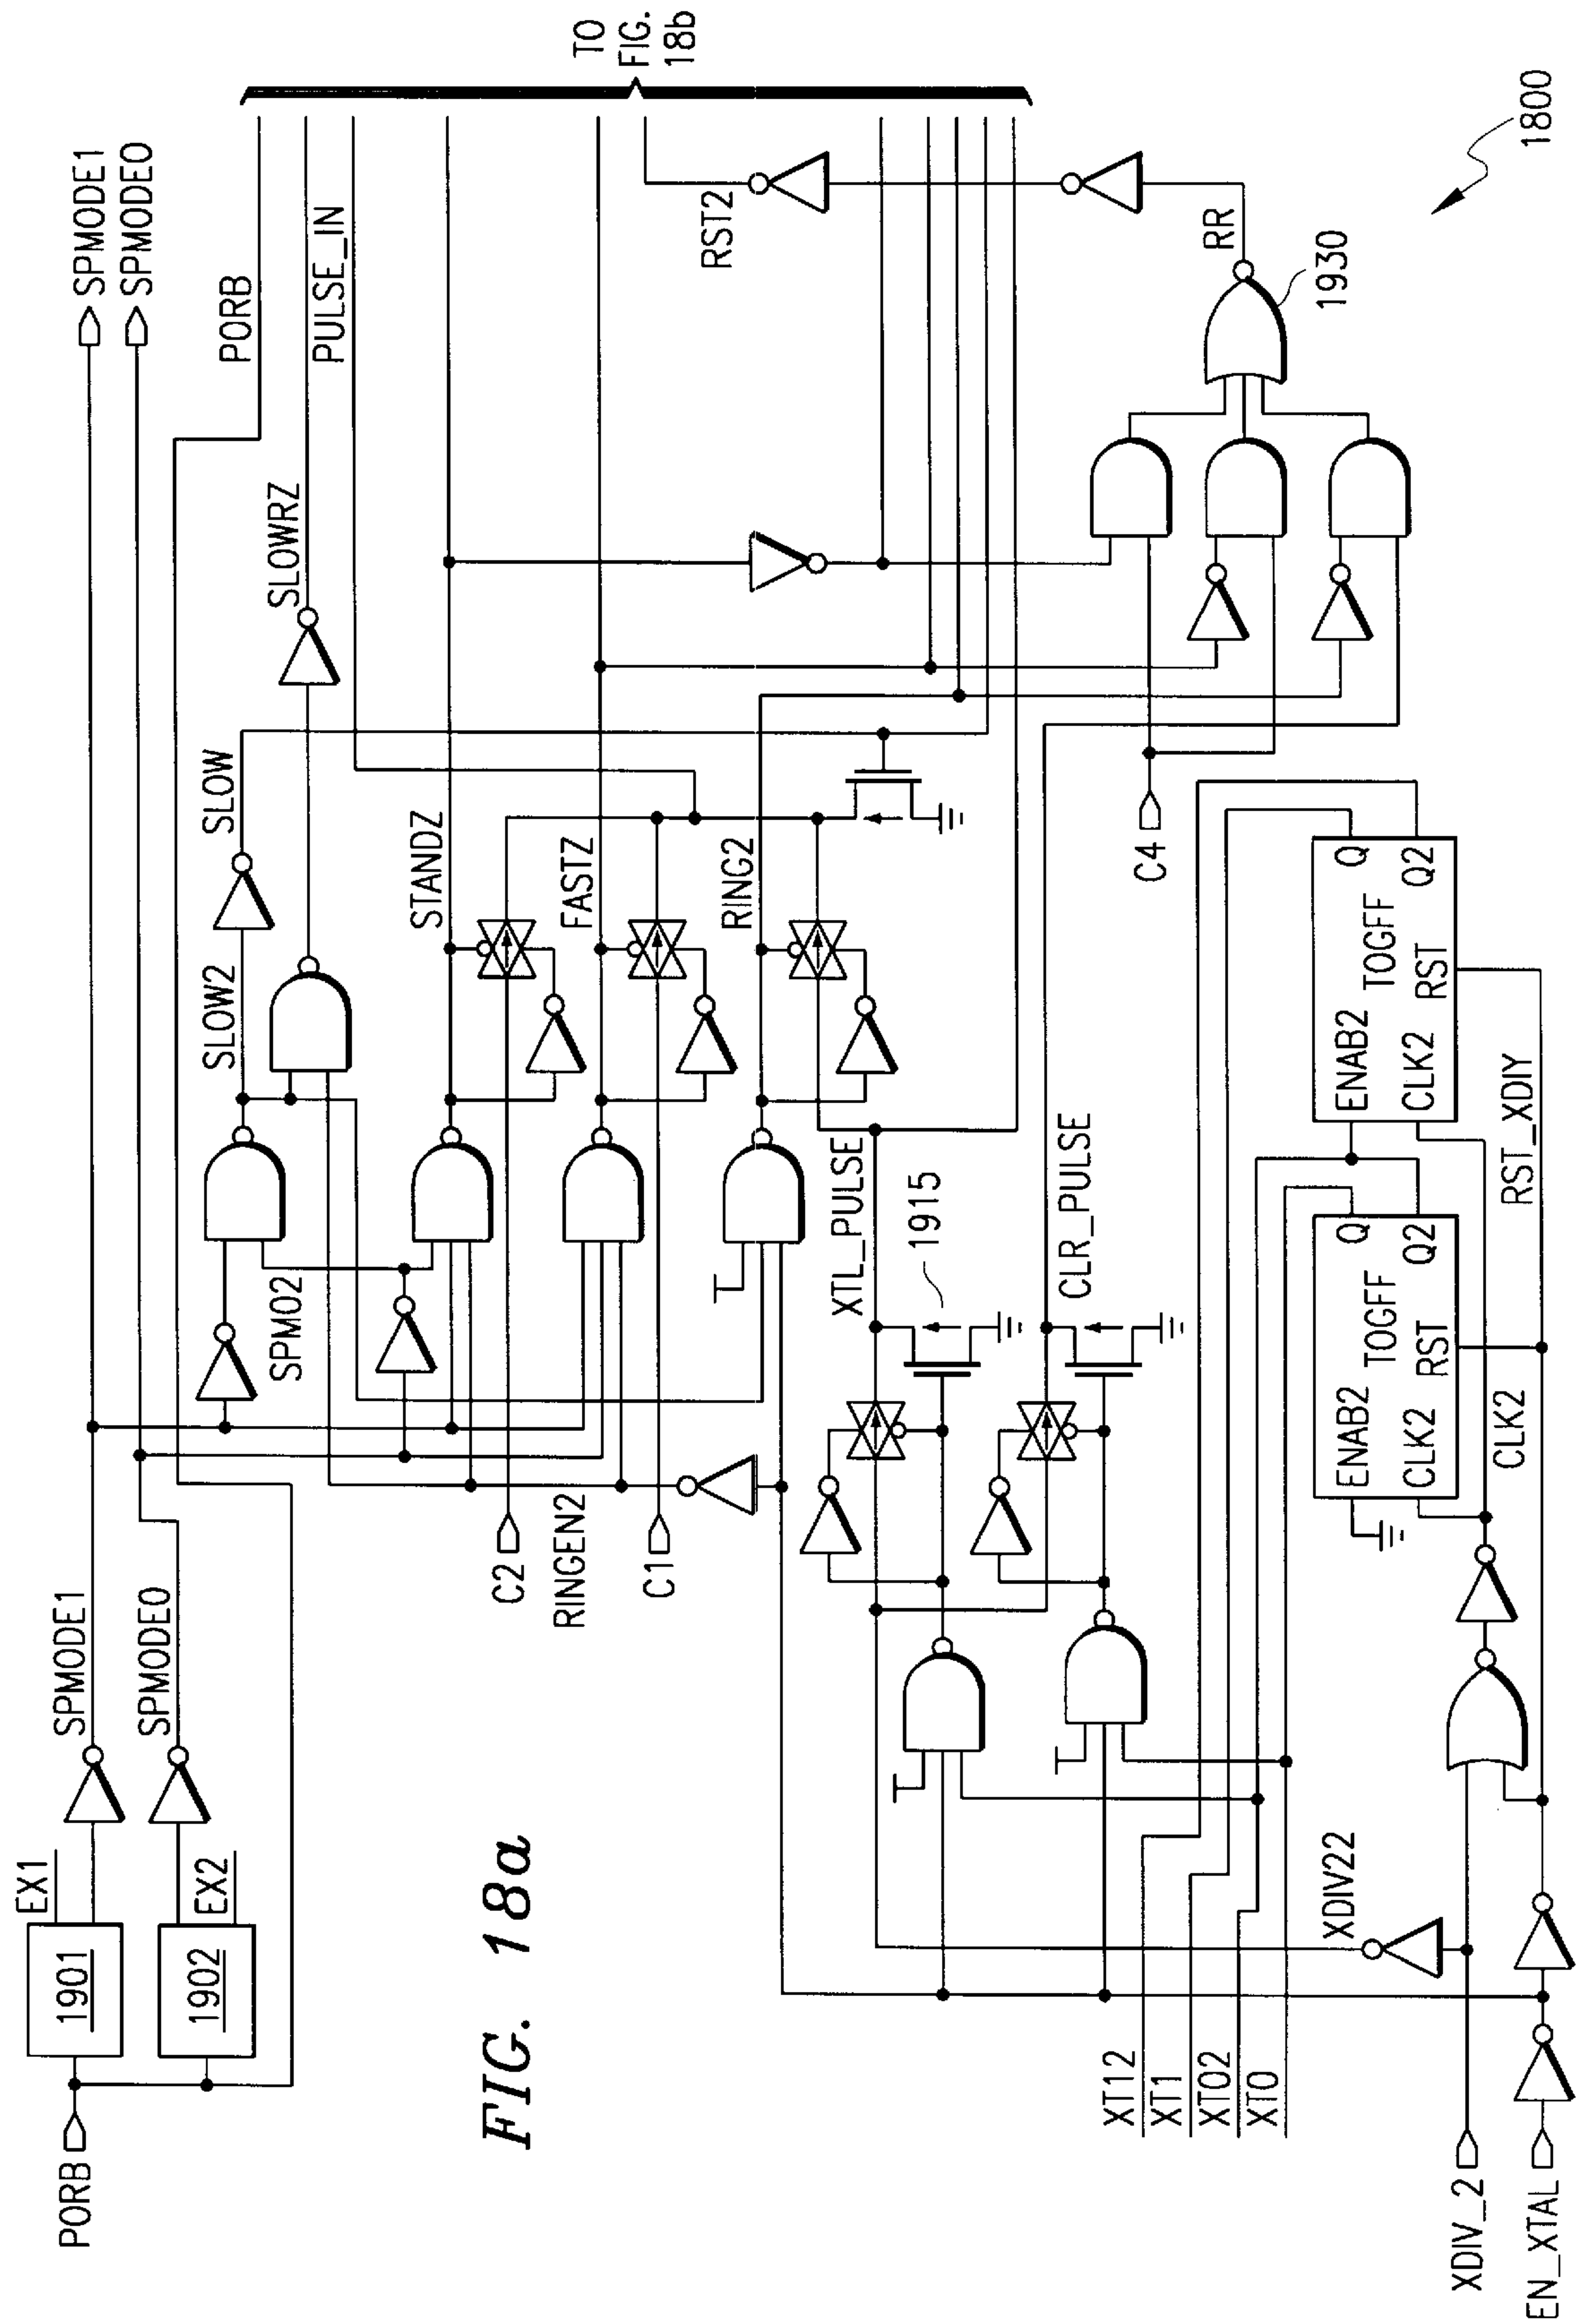 EX1
1901
SPMODE1
SPMODE1
1902
EX2
SPMODE0
SPMODE0
PORB
PORB
SLOWRZ
PULSE_IN
TO
FIG.
18b
SLOW2
SLOW
SPM02
STANDZ
C2
RINGEN2
FASTZ
C1
RING2
RST2
XTL_PULSE
1915
CLR_PULSE
C4
RR
1930
1800
FIG. 18a
XT12
XT1
XT02
XT0
XDIV22
XDIV_2
EN_XTAL
ENAB2
Q
TOGFF
CLK2
RST
Q2
CLK2
RST_XDIY
ENAB2
Q
TOGFF
CLK2
RST
Q2